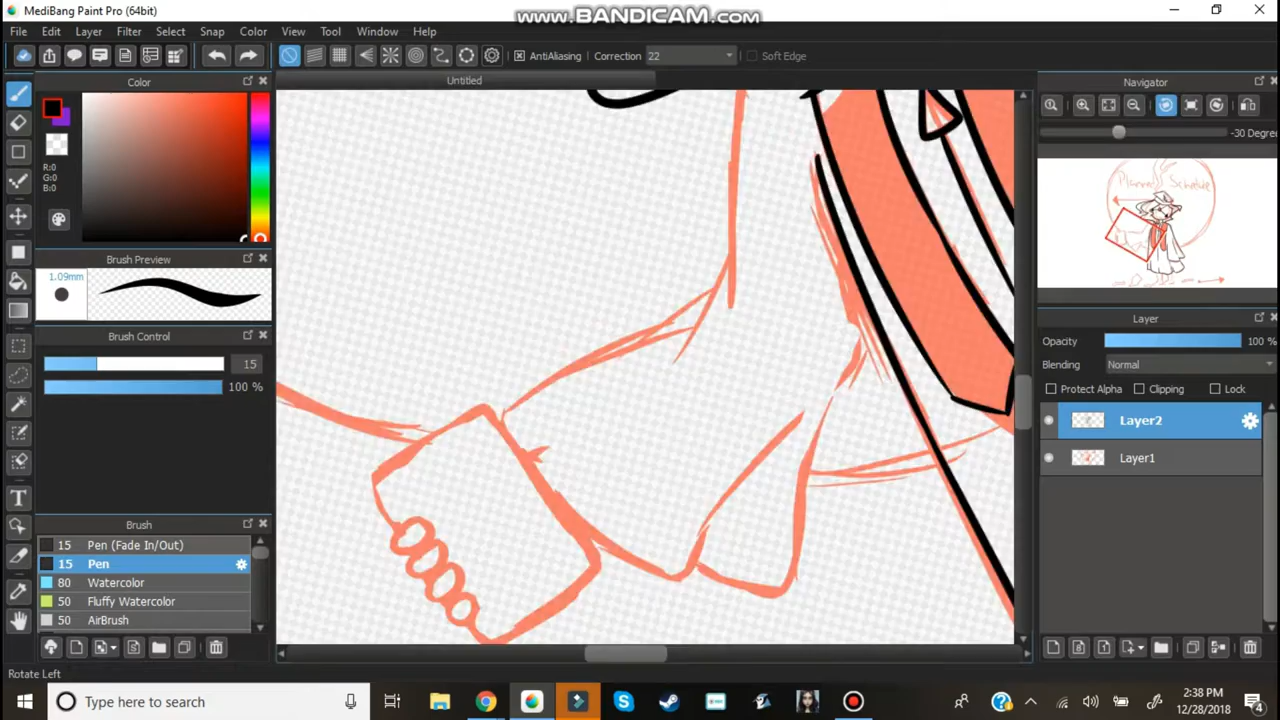 MediBang Paint Pro (64bit)
www.BANDICAM.com
File Edit Layer Filter Select Snap Color View Tool Window Help
AntiAliasing Correction 22 Soft Edge
Color
Untitled
Navigator
R:0
G:0
B:0
-30 Degree
Planner Schedule
Brush Preview
1.09mm
Layer
Brush Control
Opacity 100 %
15
Blending Normal
100 %
Protect Alpha Clipping Lock
Layer2
Layer1
Brush
15 Pen (Fade In/Out)
15 Pen
80 Watercolor
50 Fluffy Watercolor
50 AirBrush
Rotate Left
Type here to search
2:38 PM
12/28/2018
4